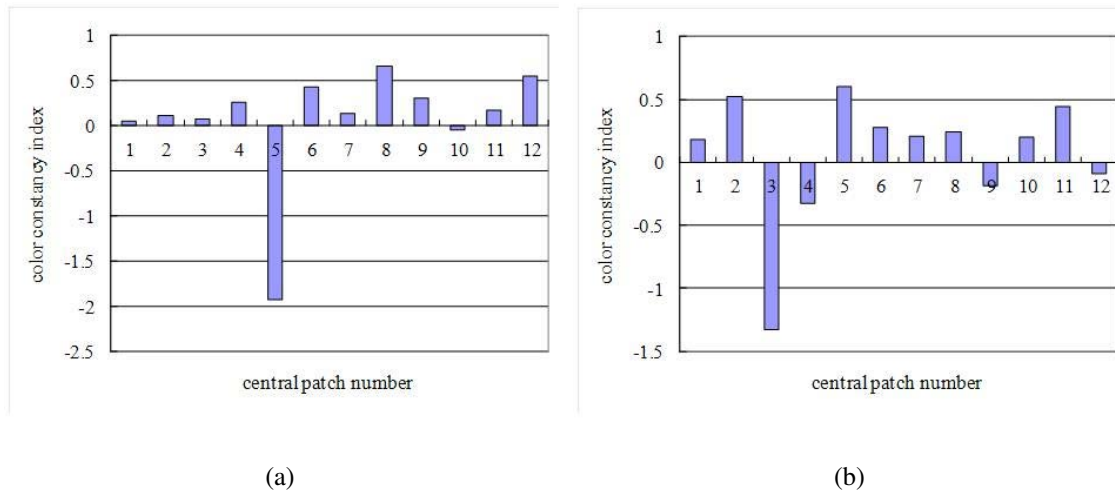 1
0.5
0
-0.5
-1
-1.5
-2
-2.5
color constancy index
1 2 3 4 5 6 7 8 9 10 11 12
central patch number
(a)
1
0.5
0
-0.5
-1
-1.5
color constancy index
1 2 3 4 5 6 7 8 9 10 11 12
central patch number
(b)